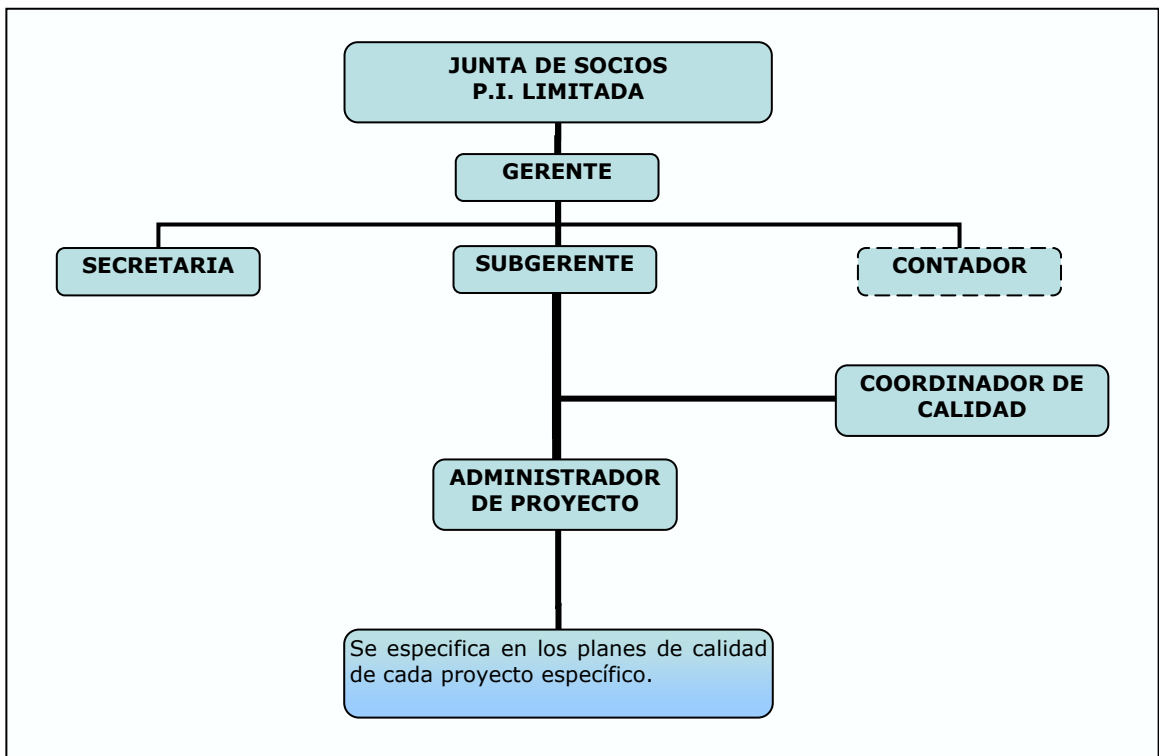 JUNTA DE SOCIOS
P.I. LIMITADA
GERENTE
SECRETARIA
SUBGERENTE
CONTADOR
COORDINADOR DE
CALIDAD
ADMINISTRADOR
DE PROYECTO
Se especifica en los planes de calidad
de cada proyecto específico.